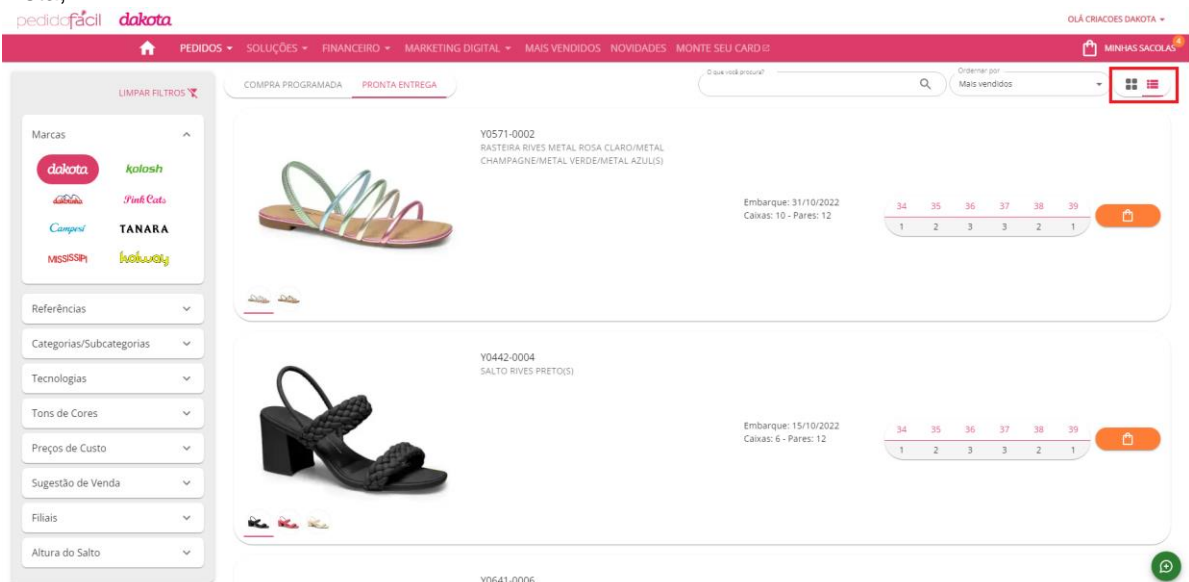 pedidofácil dakota
OLÁ CRIACOES DAKOTA
PEDIDOS SOLUÇÕES FINANCEIRO MARKETING DIGITAL MAIS VENDIDOS NOVIDADES MONTE SEU CARD
MINHAS SACOLAS
4
LIMPAR FILTROS
COMPRA PROGRAMADA PRONTA ENTREGA
O que você procura?
Ordernar por
Mais vendidos
Marcas
dakota kolosh
dakotinha Pink Cats
Campesí TANARA
MISSISSIPI kolway
Referências
Categorias/Subcategorias
Tecnologias
Tons de Cores
Preços de Custo
Sugestão de Venda
Filiais
Altura do Salto
Y0571-0002
RASTEIRA RIVES METAL ROSA CLARO/METAL
CHAMPAGNE/METAL VERDE/METAL AZUL(S)
Embarque: 31/10/2022
Caixas: 10 - Pares: 12
34 35 36 37 38 39
1 2 3 3 2 1
Y0442-0004
SALTO RIVES PRETO(S)
Embarque: 15/10/2022
Caixas: 6 - Pares: 12
34 35 36 37 38 39
1 2 3 3 2 1
Y0641-0006